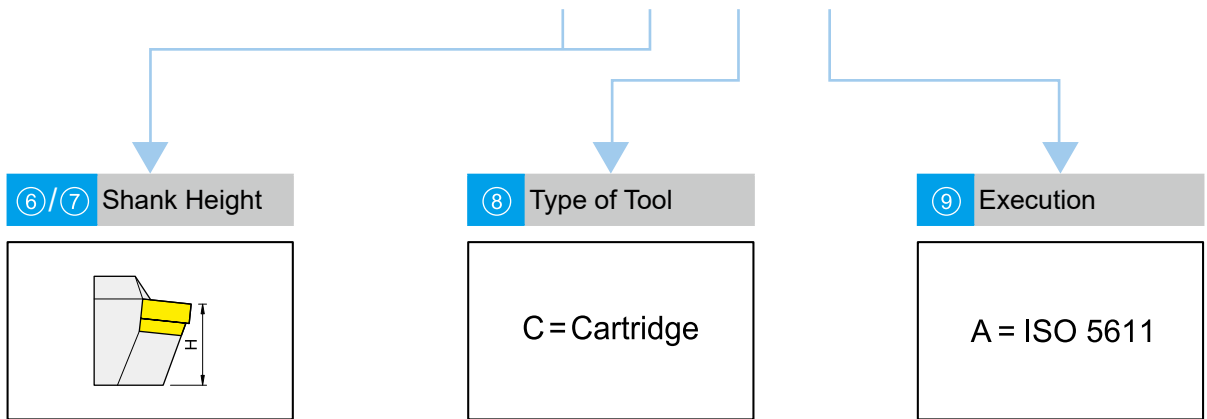 ⑥/⑦ Shank Height
⑧ Type of Tool
⑨ Execution
H
C = Cartridge
A = ISO 5611